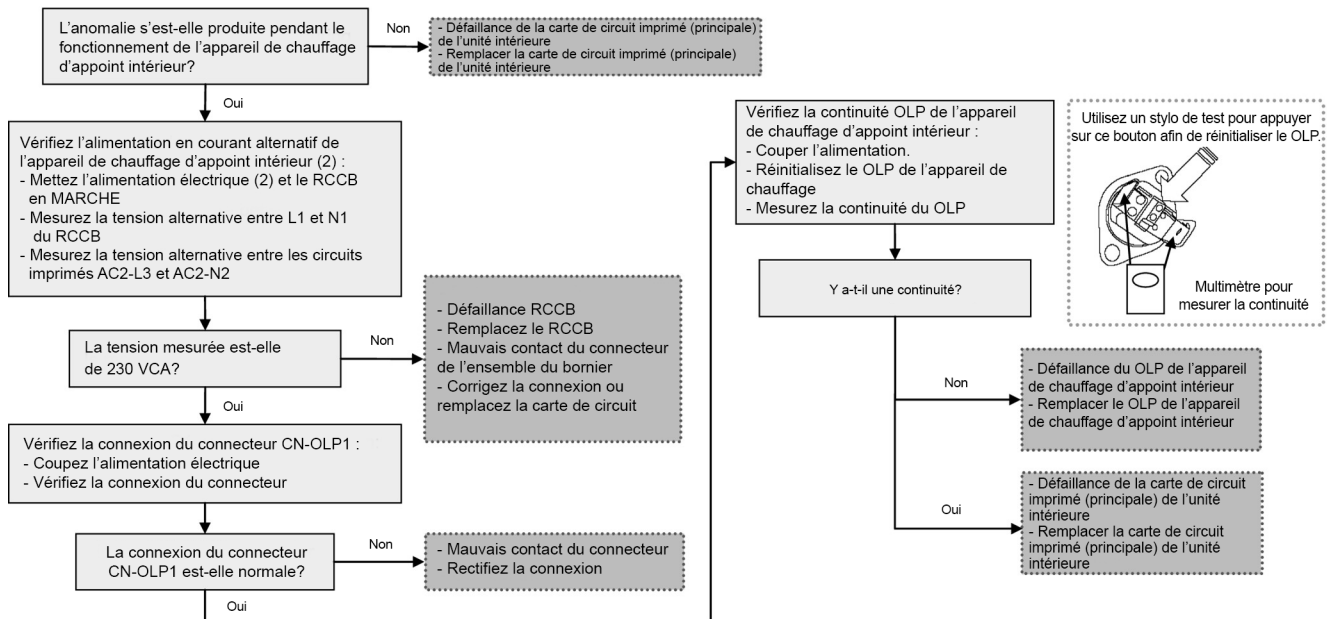 L'anomalie s'est-elle produite pendant le
fonctionnement de l'appareil de chauffage
d'appoint intérieur?
Non
- Défaillance de la carte de circuit imprimé (principale)
de l'unité intérieure
- Remplacer la carte de circuit imprimé (principale)
de l'unité intérieure
Oui
Vérifiez l'alimentation en courant alternatif de
l'appareil de chauffage d'appoint intérieur (2) :
- Mettez l'alimentation électrique (2) et le RCCB
en MARCHE
- Mesurez la tension alternative entre L1 et N1
du RCCB
- Mesurez la tension alternative entre les circuits
imprimés AC2-L3 et AC2-N2
La tension mesurée est-elle
de 230 VCA?
Non
- Défaillance RCCB
- Remplacez le RCCB
- Mauvais contact du connecteur
de l'ensemble du bornier
- Corrigez la connexion ou
remplacez la carte de circuit
Oui
Vérifiez la connexion du connecteur CN-OLP1 :
- Coupez l'alimentation électrique
- Vérifiez la connexion du connecteur
La connexion du connecteur
CN-OLP1 est-elle normale?
Non
- Mauvais contact du connecteur
- Rectifiez la connexion
Oui
Vérifiez la continuité OLP de l'appareil
de chauffage d'appoint intérieur :
- Couper l'alimentation.
- Réinitialisez le OLP de l'appareil de
chauffage
- Mesurez la continuité du OLP
Utilisez un stylo de test pour appuyer
sur ce bouton afin de réinitialiser le OLP.
Multimètre pour
mesurer la continuité
Y a-t-il une continuité?
Non
- Défaillance du OLP de l'appareil
de chauffage d'appoint intérieur
- Remplacer le OLP de l'appareil
de chauffage d'appoint intérieur
Oui
- Défaillance de la carte de circuit
imprimé (principale) de l'unité
intérieure
- Remplacer la carte de circuit
imprimé (principale) de l'unité
intérieure